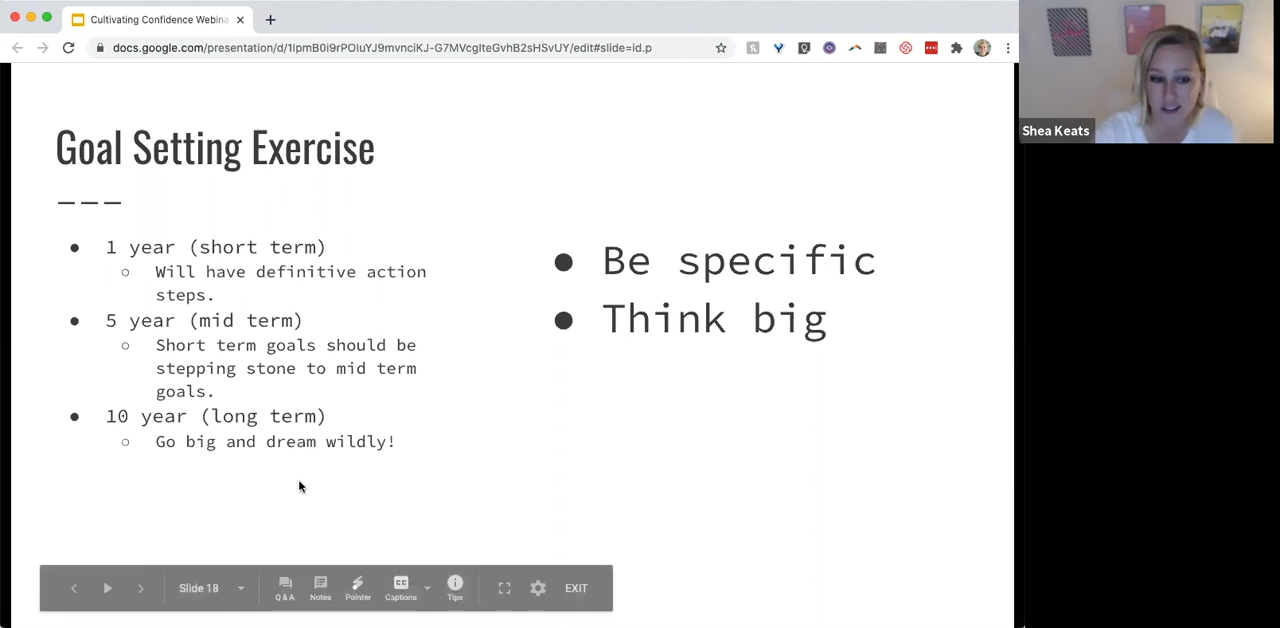 Cultivating Confidence Webina
docs.google.com/presentation/d/1IpmB0i9rPOIuYJ9mvnciKJ-G7MVcgIteGvhB2sHSvUY/edit#slide=id.p
Shea Keats
Goal Setting Exercise
● 1 year (short term)
○ Will have definitive action
steps.
● 5 year (mid term)
○ Short term goals should be
stepping stone to mid term
goals.
● 10 year (long term)
○ Go big and dream wildly!
● Be specific
● Think big
Slide 18
Q & A
Notes
Pointer
CC
Captions
Tips
EXIT